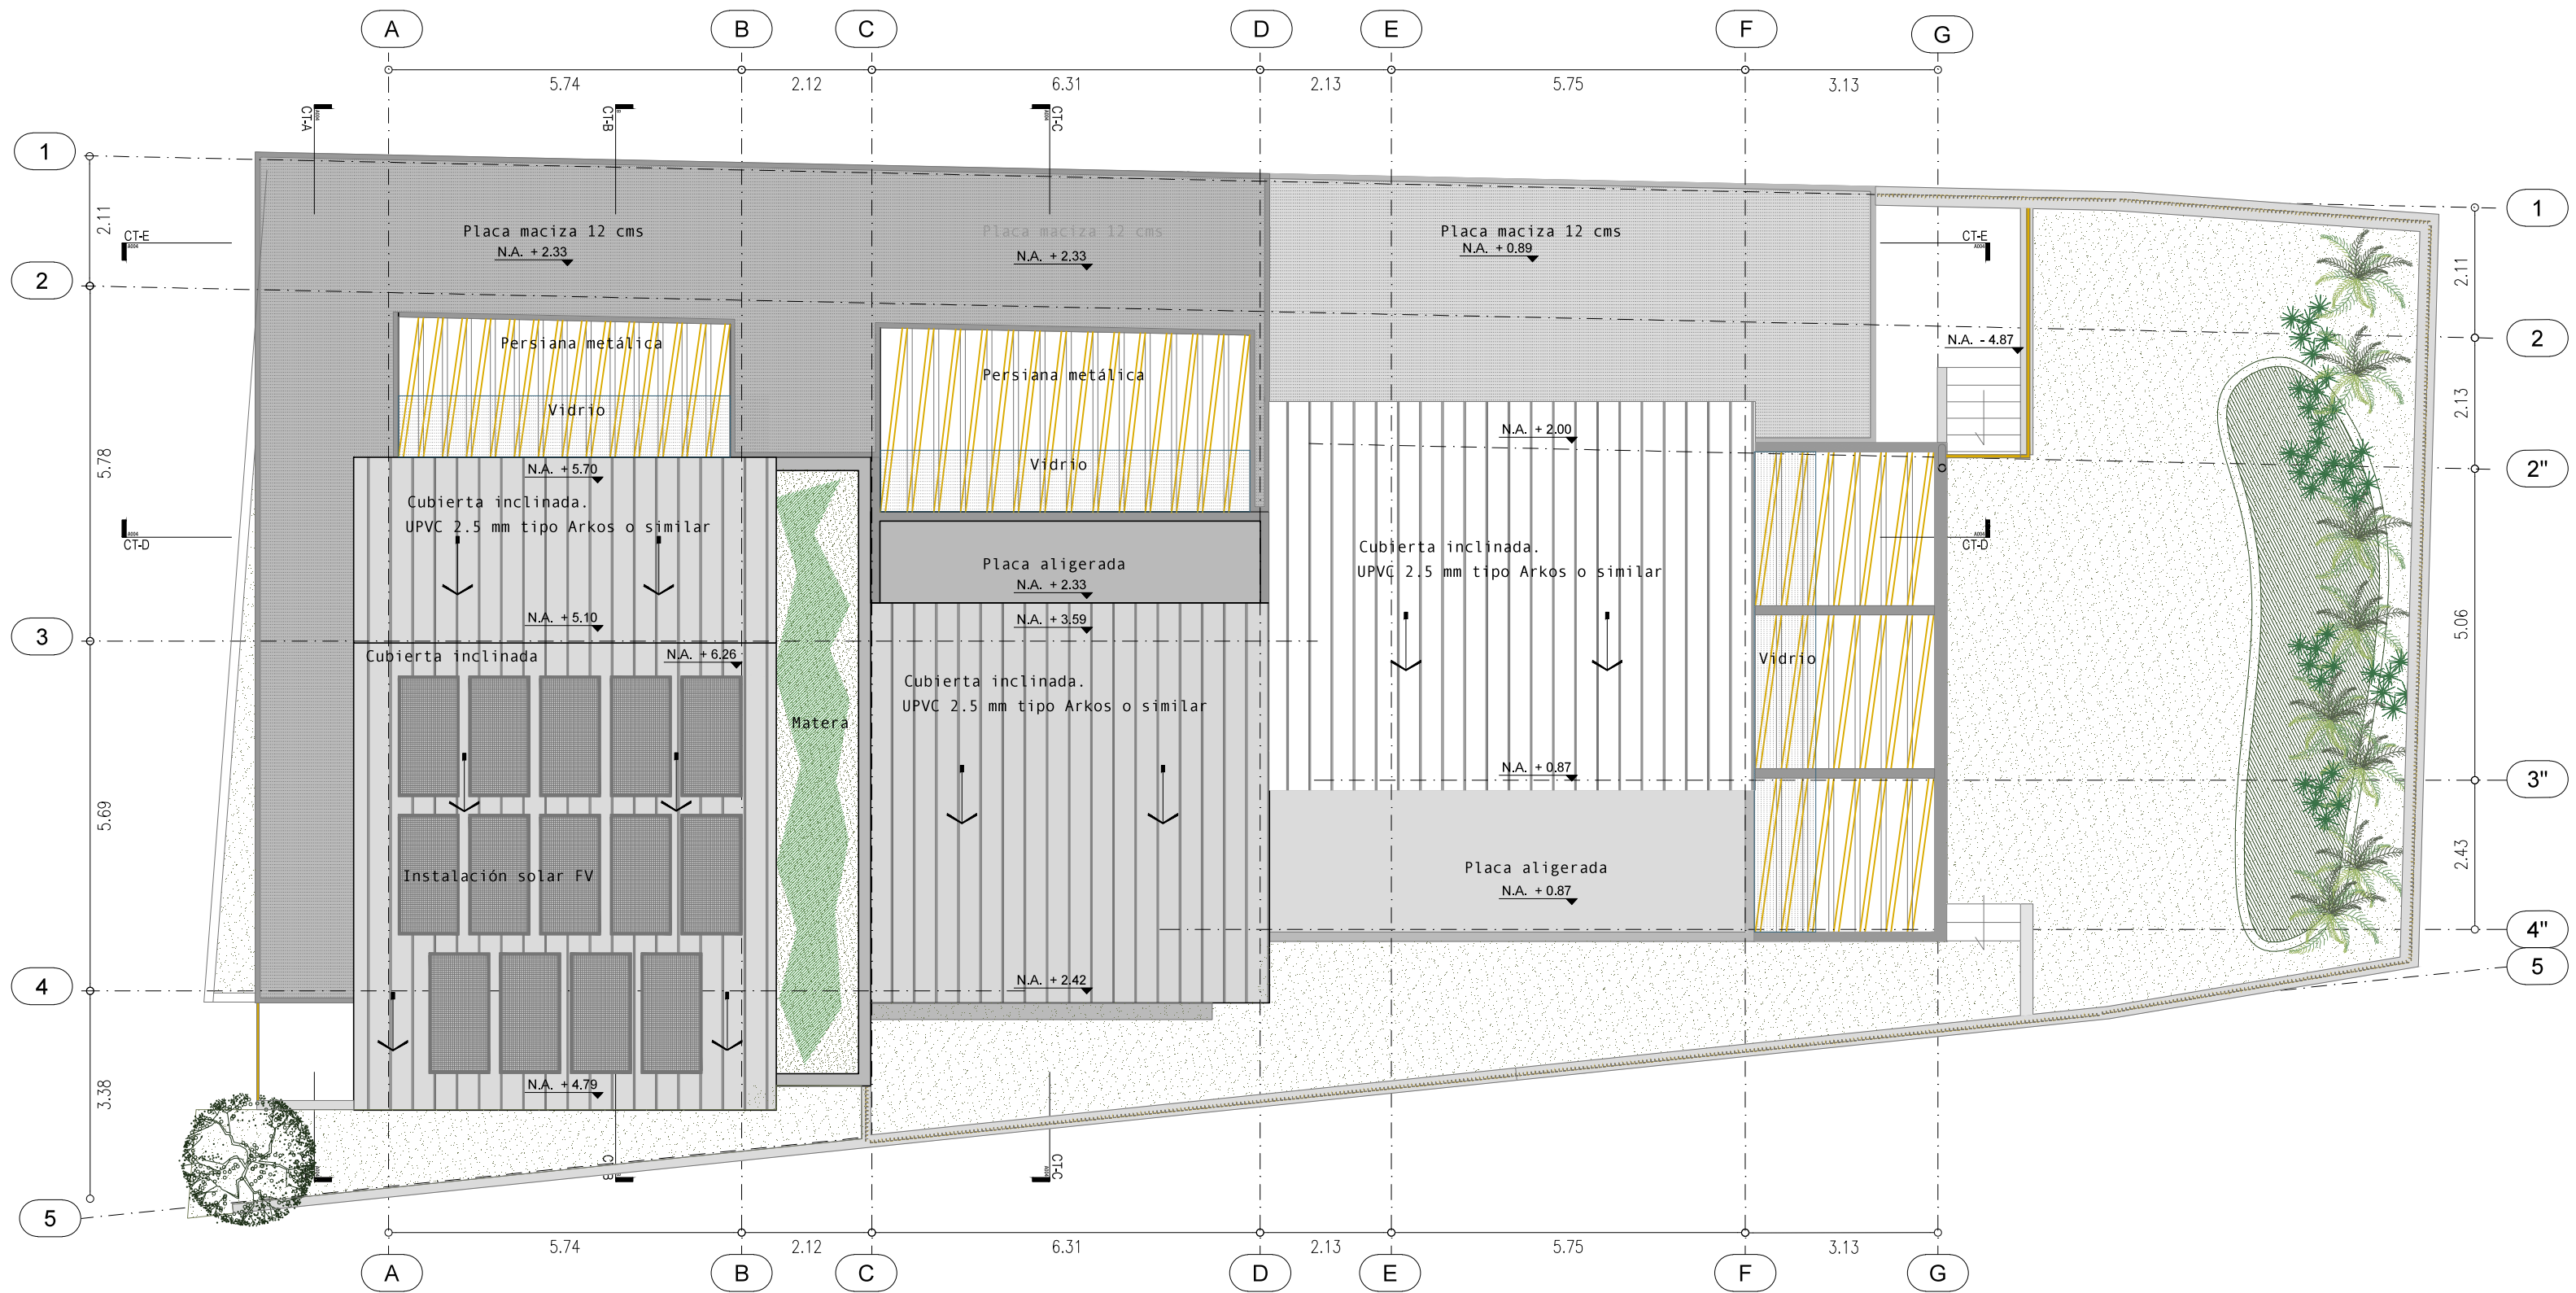 A B C D E F G
5.74 2.12 6.31 2.13 5.75 3.13
CT-A CT-B CT-C
1
1
2.11
2.11
CT-E
CT-E
Placa maciza 12 cms
N.A. + 2.33
Placa maciza 12 cms
N.A. + 2.33
Placa maciza 12 cms
N.A. + 0.89
2
2
N.A. - 4.87
2.13
Persiana metálica
Vidrio
Persiana metálica
Vidrio
N.A. + 2.00
2"
5.78
N.A. + 5.70
Cubierta inclinada.
UPVC 2.5 mm tipo Arkos o similar
CT-D
CT-D
Placa aligerada
N.A. + 2.33
Cubierta inclinada.
UPVC 2.5 mm tipo Arkos o similar
N.A. + 5.10
N.A. + 3.59
5.06
3
Cubierta inclinada
N.A. + 6.26
Vidrio
Cubierta inclinada.
UPVC 2.5 mm tipo Arkos o similar
Matera
N.A. + 0.87
3"
5.69
Instalación solar FV
Placa aligerada
N.A. + 0.87
2.43
4"
5
4
N.A. + 2.42
N.A. + 4.79
3.38
CT-C
5
5.74 2.12 6.31 2.13 5.75 3.13
A B C D E F G